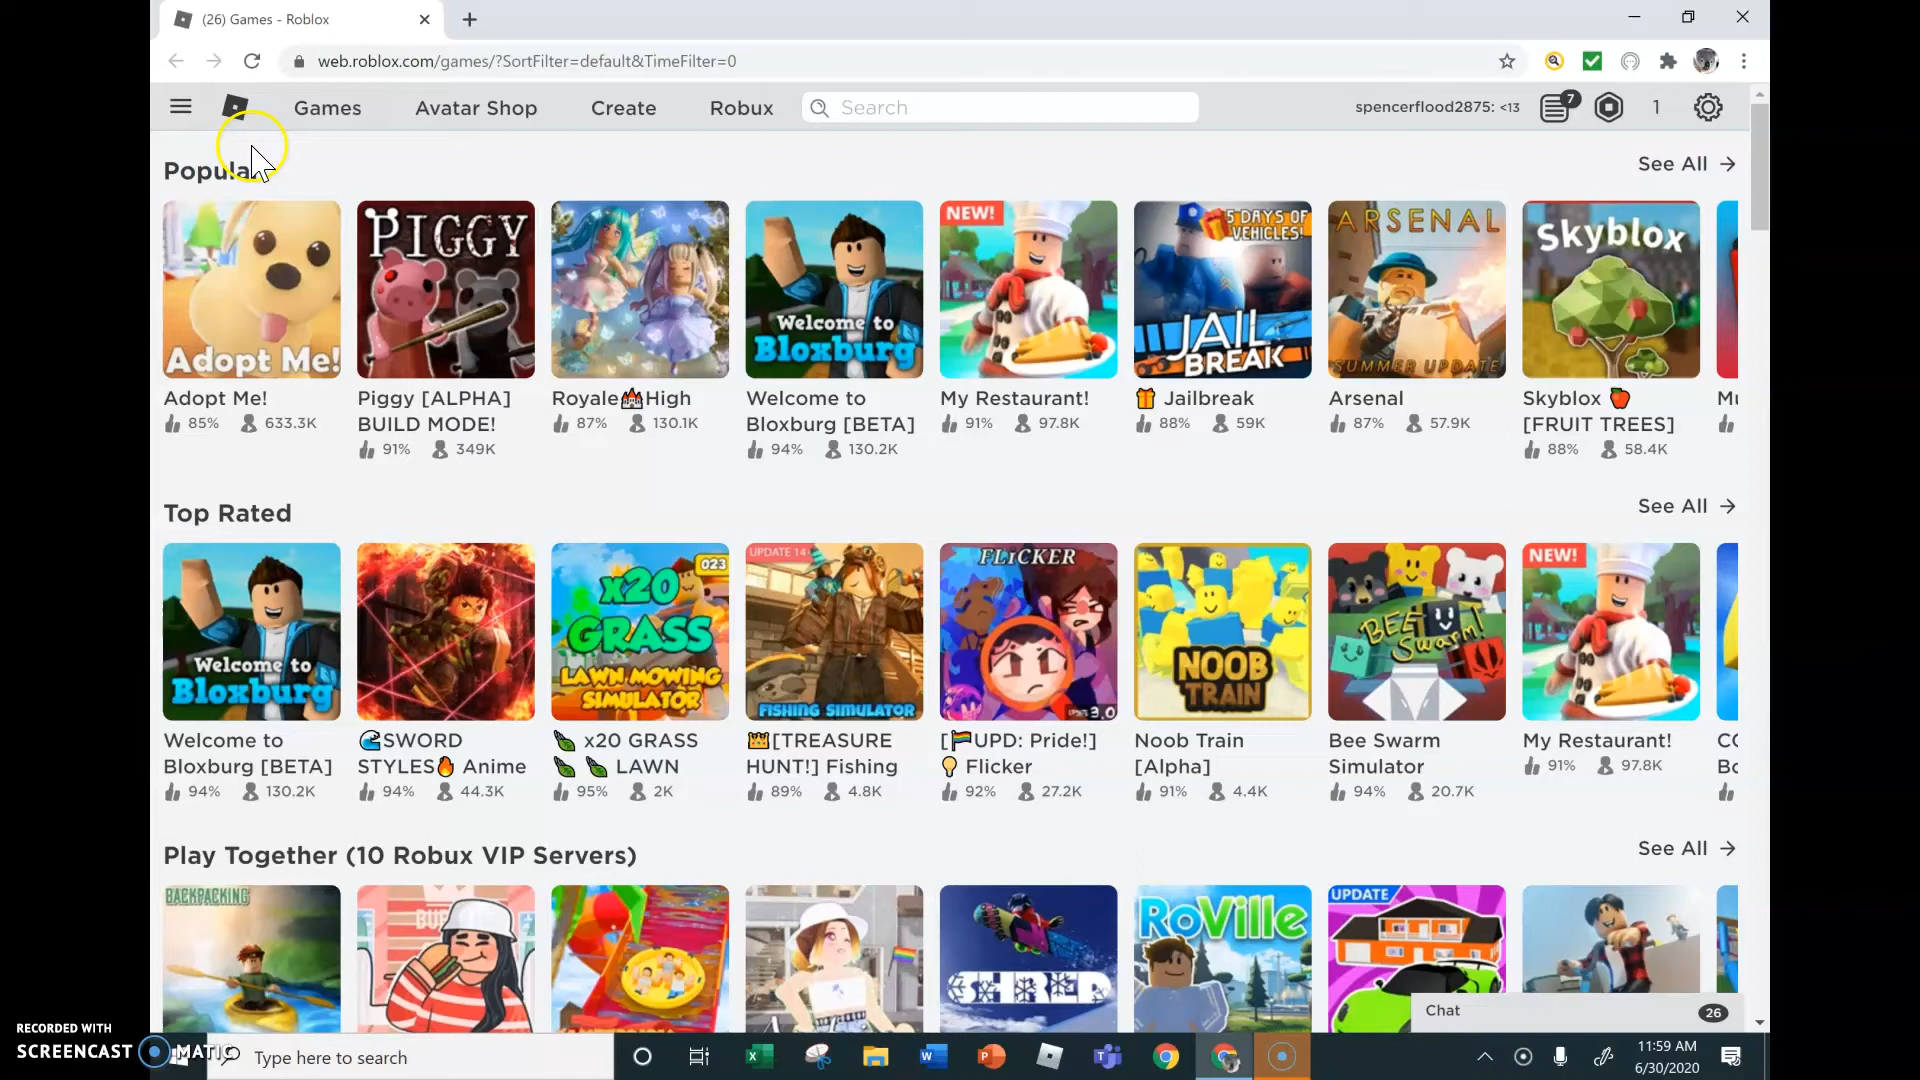 (26) Games - Roblox
web.roblox.com/games/?SortFilter=default&TimeFilter=0
Games Avatar Shop Create Robux Search spencerflood2875: <13 7 1
Popular See All →
Adopt Me!
PIGGY
Welcome to
Bloxburg
NEW!
5 DAYS OF
VEHICLES!
JAIL
BREAK
ARSENAL
SUMMER UPDATE
Skyblox
Adopt Me!
85% 633.3K
Piggy [ALPHA]
BUILD MODE!
91% 349K
Royale🏰High
87% 130.1K
Welcome to
Bloxburg [BETA]
94% 130.2K
My Restaurant!
91% 97.8K
🎁 Jailbreak
88% 59K
Arsenal
87% 57.9K
Skyblox 🍎
[FRUIT TREES]
88% 58.4K
Mu
Top Rated See All →
Welcome to
Bloxburg
023
x20
GRASS
LAWN MOWING
SIMULATOR
UPDATE 14
FISHING SIMULATOR
FLiCKER
3.0
NOOB
TRAIN
BEE
Swarm!
NEW!
Welcome to
Bloxburg [BETA]
94% 130.2K
🌊SWORD
STYLES🔥 Anime
94% 44.3K
x20 GRASS
LAWN
95% 2K
👑[TREASURE
HUNT!] Fishing
89% 4.8K
[🏳️‍🌈UPD: Pride!]
💡 Flicker
92% 27.2K
Noob Train
[Alpha]
91% 4.4K
Bee Swarm
Simulator
94% 20.7K
My Restaurant!
91% 97.8K
Play Together (10 Robux VIP Servers) See All →
BACKPACKING
SHRED
RoVille
UPDATE
Chat 26
RECORDED WITH
SCREENCAST MATIC
Type here to search
11:59 AM
6/30/2020